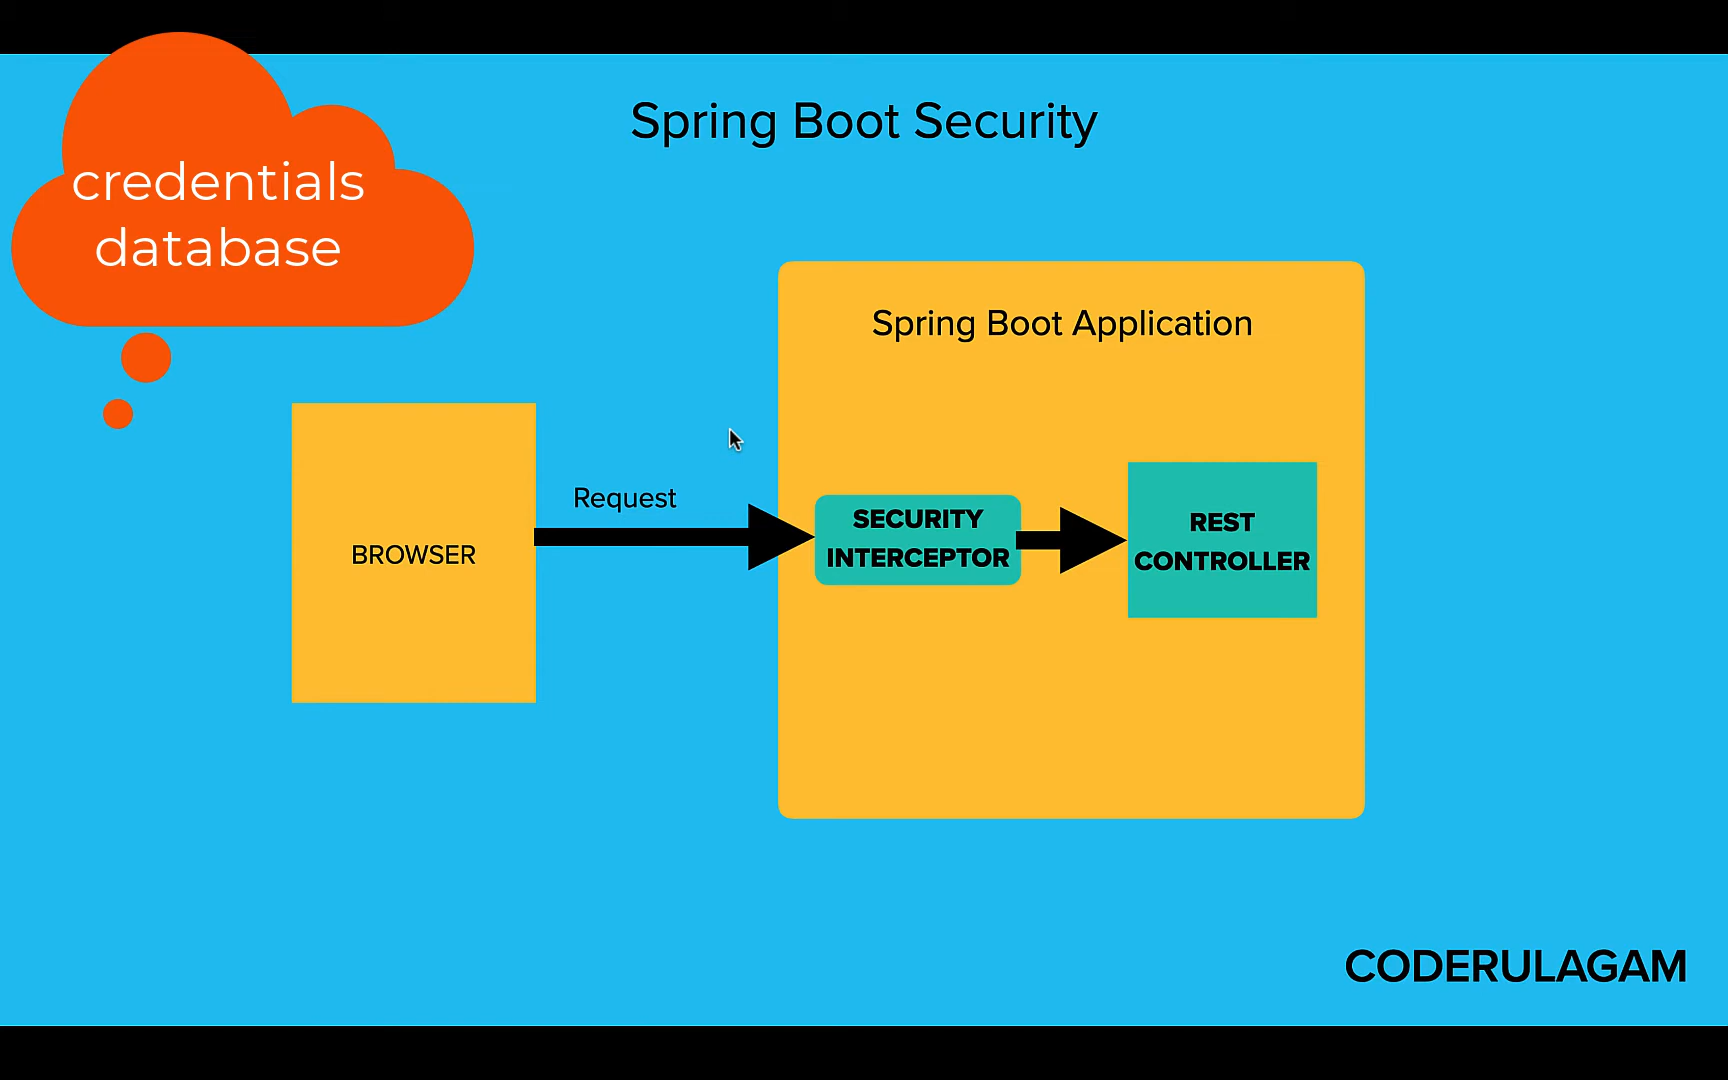 Spring Boot Security
credentials
database
Spring Boot Application
BROWSER
Request
SECURITY
INTERCEPTOR
REST
CONTROLLER
CODERULAGAM